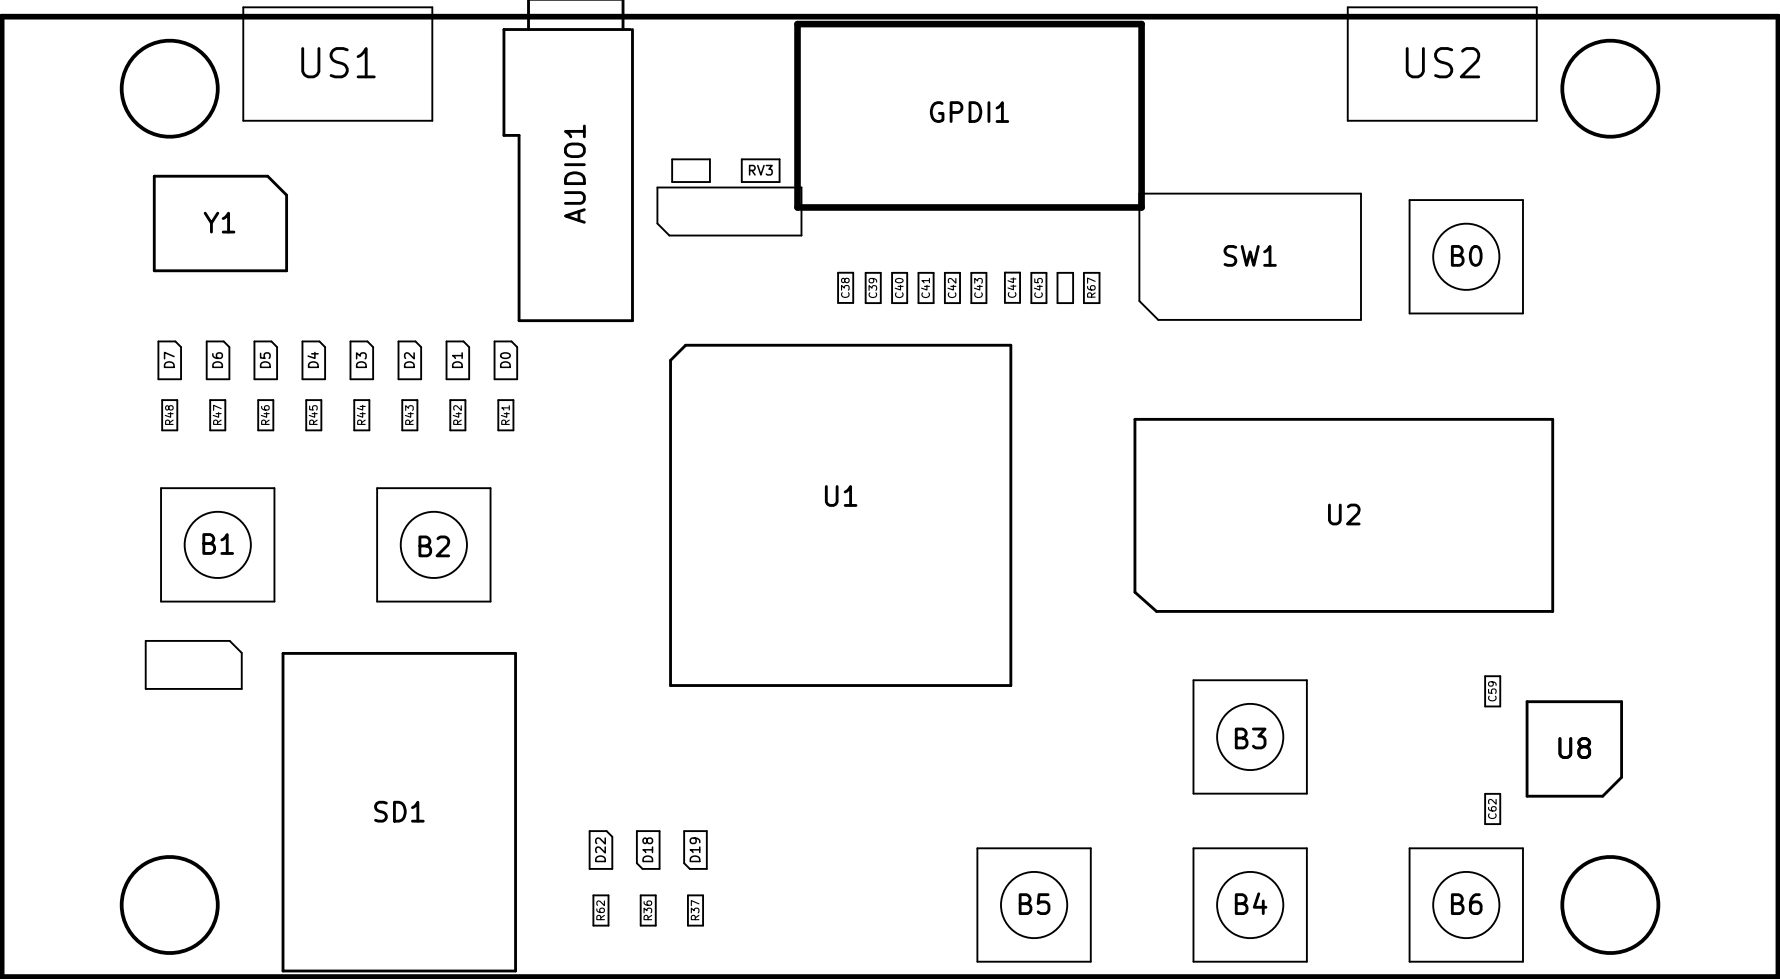 US1
US2
GPDI1
AUDIO1
RV3
Y1
SW1
B0
C38
C39
C40
C41
C42
C43
C44
C45
R67
D7
D6
D5
D4
D3
D2
D1
D0
R48
R47
R46
R45
R44
R43
R42
R41
U1
U2
B1
B2
C59
B3
U8
SD1
C62
D22
D18
D19
R62
R36
R37
B5
B4
B6